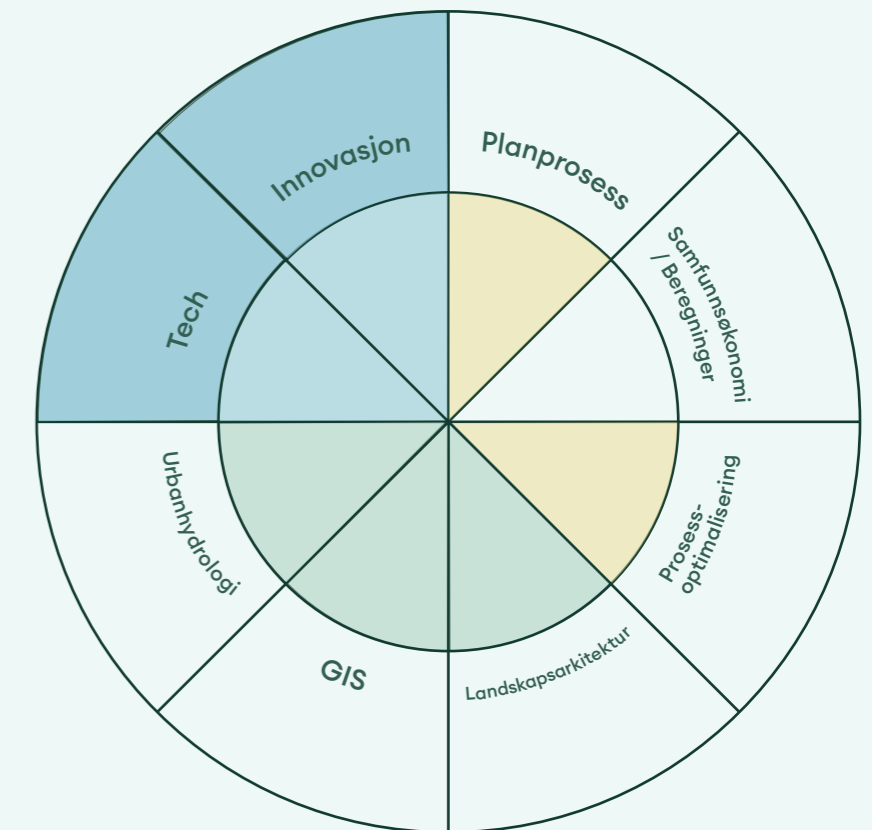 Innovasjon
Planprosess
Samfunnsøkonomi
/ Beregninger
Prosess-
optimalisering
Landskapsarkitektur
GIS
Urbanhydrologi
Tech